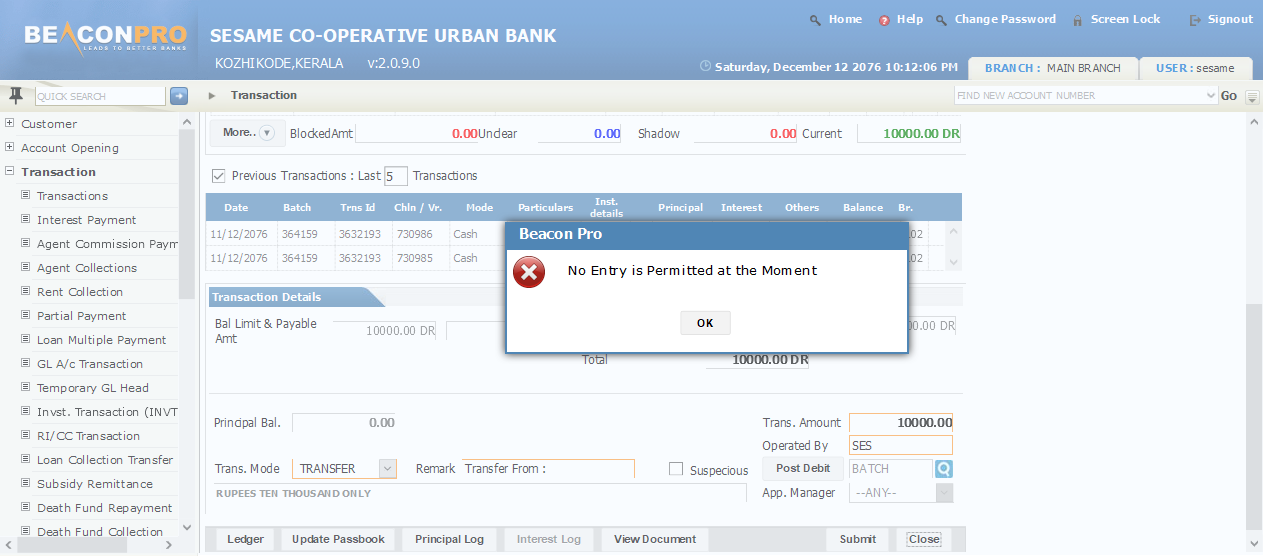 Home Help Change Password Screen Lock Signout
BEACONPRO
LEADS TO BETTER BANKS
SESAME CO-OPERATIVE URBAN BANK
KOZHIKODE,KERALA v:2.0.9.0
Saturday, December 12 2076 10:12:06 PM BRANCH : MAIN BRANCH USER : sesame
QUICK SEARCH Transaction FIND NEW ACCOUNT NUMBER Go
Customer
Account Opening
Transaction
Transactions
Interest Payment
Agent Commission Paym
Agent Collections
Rent Collection
Partial Payment
Loan Multiple Payment
GL A/c Transaction
Temporary GL Head
Invst. Transaction (INVT
RI/CC Transaction
Loan Collection Transfer
Subsidy Remittance
Death Fund Repayment
Death Fund Collection
More.. BlockedAmt 0.00 Unclear 0.00 Shadow 0.00 Current 10000.00 DR
Previous Transactions : Last 5 Transactions
Date Batch Trns Id Chln / Vr. Mode Particulars Inst. details Principal Interest Others Balance Br.
11/12/2076 364159 3632193 730986 Cash .02
11/12/2076 364159 3632193 730985 Cash .02
Beacon Pro
No Entry is Permitted at the Moment
OK
Transaction Details
Bal Limit & Payable Amt 10000.00 DR 00.00 DR
Total 10000.00 DR
Principal Bal. 0.00 Trans. Amount 10000.00
Operated By SES
Trans. Mode TRANSFER Remark Transfer From : Suspecious Post Debit BATCH
RUPEES TEN THOUSAND ONLY App. Manager --ANY--
Ledger Update Passbook Principal Log Interest Log View Document Submit Close